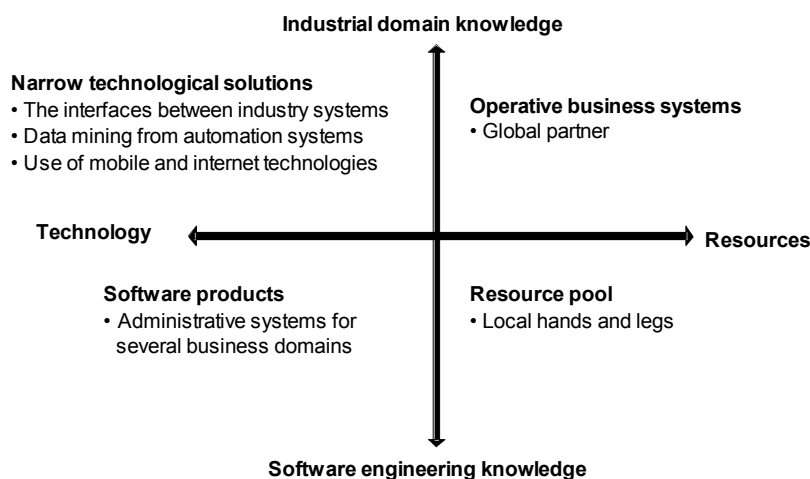 Industrial domain knowledge
Narrow technological solutions
• The interfaces between industry systems
• Data mining from automation systems
• Use of mobile and internet technologies
Operative business systems
• Global partner
Technology
Resources
Software products
• Administrative systems for
several business domains
Resource pool
• Local hands and legs
Software engineering knowledge